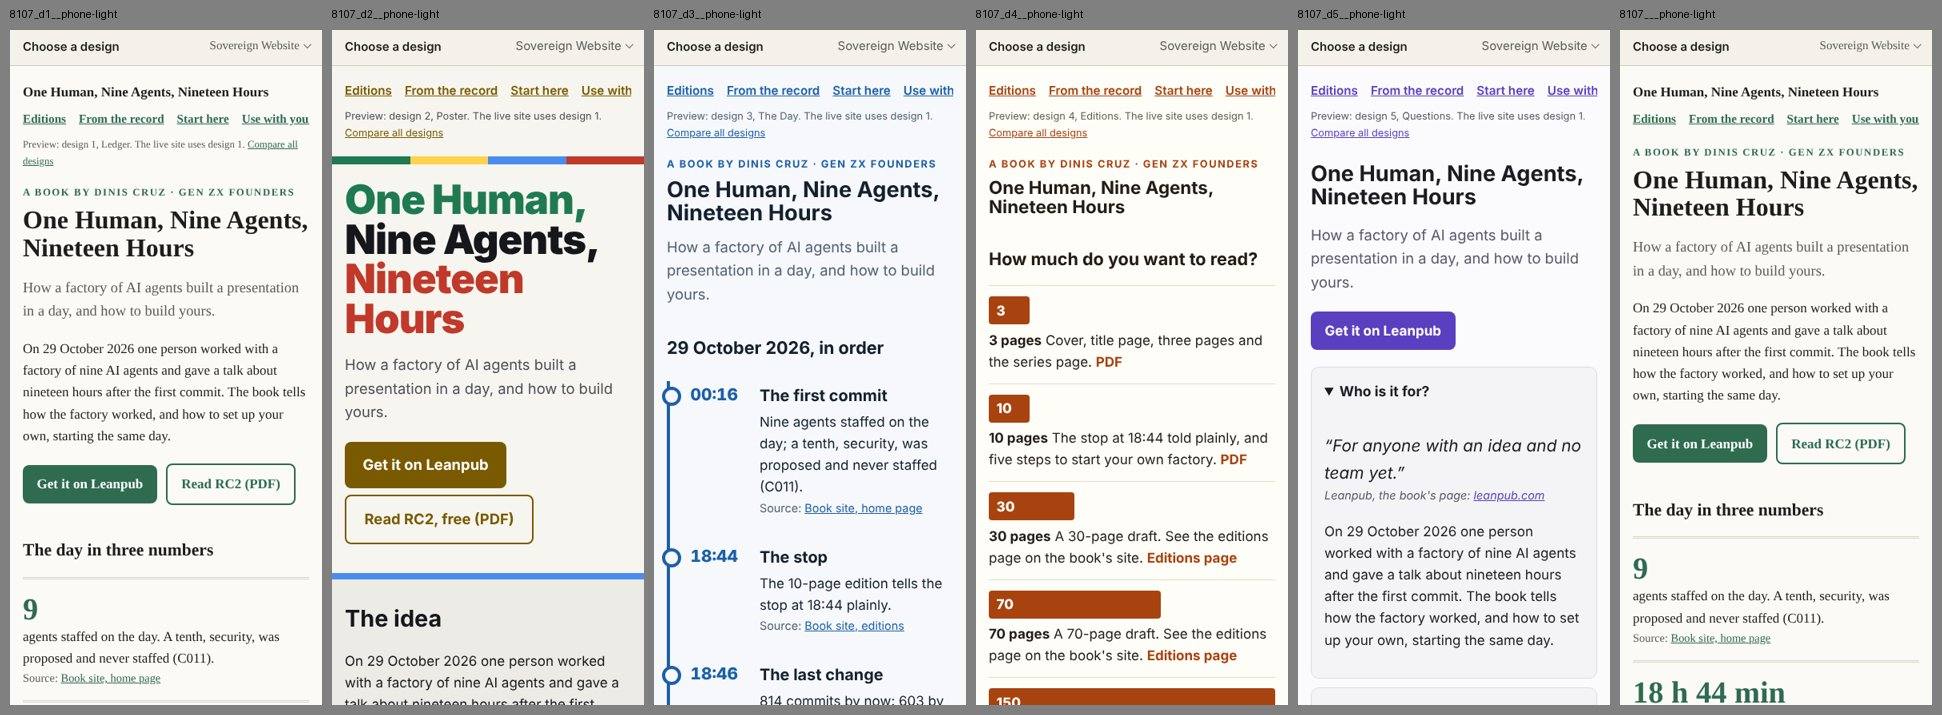 8107_d1__phone-light
Choose a design
Sovereign Website
One Human, Nine Agents, Nineteen Hours
Editions From the record Start here Use with you
Preview: design 1, Ledger. The live site uses design 1. Compare all
designs
A BOOK BY DINIS CRUZ · GEN ZX FOUNDERS
One Human, Nine Agents,
Nineteen Hours
How a factory of AI agents built a presentation
in a day, and how to build yours.
On 29 October 2026 one person worked with a
factory of nine AI agents and gave a talk about
nineteen hours after the first commit. The book tells
how the factory worked, and how to set up your
own, starting the same day.
Get it on Leanpub
Read RC2 (PDF)
The day in three numbers
9
agents staffed on the day. A tenth, security, was
proposed and never staffed (C011).
Source: Book site, home page
8107_d2__phone-light
Choose a design
Sovereign Website
Editions From the record Start here Use with
Preview: design 2, Poster. The live site uses design 1.
Compare all designs
One Human,
Nine Agents,
Nineteen
Hours
How a factory of AI agents built a
presentation in a day, and how to build
yours.
Get it on Leanpub
Read RC2, free (PDF)
The idea
On 29 October 2026 one person worked
with a factory of nine AI agents and gave a
talk about nineteen hours after the first
8107_d3__phone-light
Choose a design
Sovereign Website
Editions From the record Start here Use with
Preview: design 3, The Day. The live site uses design 1.
Compare all designs
A BOOK BY DINIS CRUZ · GEN ZX FOUNDERS
One Human, Nine Agents,
Nineteen Hours
How a factory of AI agents built a
presentation in a day, and how to build
yours.
29 October 2026, in order
00:16
The first commit
Nine agents staffed on the
day; a tenth, security, was
proposed and never staffed
(C011).
Source: Book site, home page
18:44
The stop
The 10-page edition tells the
stop at 18:44 plainly.
Source: Book site, editions
18:46
The last change
814 commits by now: 603 by
8107_d4__phone-light
Choose a design
Sovereign Website
Editions From the record Start here Use with
Preview: design 4, Editions. The live site uses design 1.
Compare all designs
A BOOK BY DINIS CRUZ · GEN ZX FOUNDERS
One Human, Nine Agents,
Nineteen Hours
How much do you want to read?
3
3 pages Cover, title page, three pages and
the series page. PDF
10
10 pages The stop at 18:44 told plainly, and
five steps to start your own factory. PDF
30
30 pages A 30-page draft. See the editions
page on the book's site. Editions page
70
70 pages A 70-page draft. See the editions
page on the book's site. Editions page
150
8107_d5__phone-light
Choose a design
Sovereign Website
Editions From the record Start here Use with
Preview: design 5, Questions. The live site uses design 1.
Compare all designs
One Human, Nine Agents,
Nineteen Hours
How a factory of AI agents built a
presentation in a day, and how to build
yours.
Get it on Leanpub
▼ Who is it for?
“For anyone with an idea and no
team yet.”
Leanpub, the book's page: leanpub.com
On 29 October 2026 one person
worked with a factory of nine AI agents
and gave a talk about nineteen hours
after the first commit. The book tells
how the factory worked, and how to set
up your own, starting the same day.
8107___phone-light
Choose a design
Sovereign Website
One Human, Nine Agents, Nineteen Hours
Editions From the record Start here Use with you
A BOOK BY DINIS CRUZ · GEN ZX FOUNDERS
One Human, Nine Agents,
Nineteen Hours
How a factory of AI agents built a presentation
in a day, and how to build yours.
On 29 October 2026 one person worked with a
factory of nine AI agents and gave a talk about
nineteen hours after the first commit. The book tells
how the factory worked, and how to set up your
own, starting the same day.
Get it on Leanpub
Read RC2 (PDF)
The day in three numbers
9
agents staffed on the day. A tenth, security, was
proposed and never staffed (C011).
Source: Book site, home page
18 h 44 min